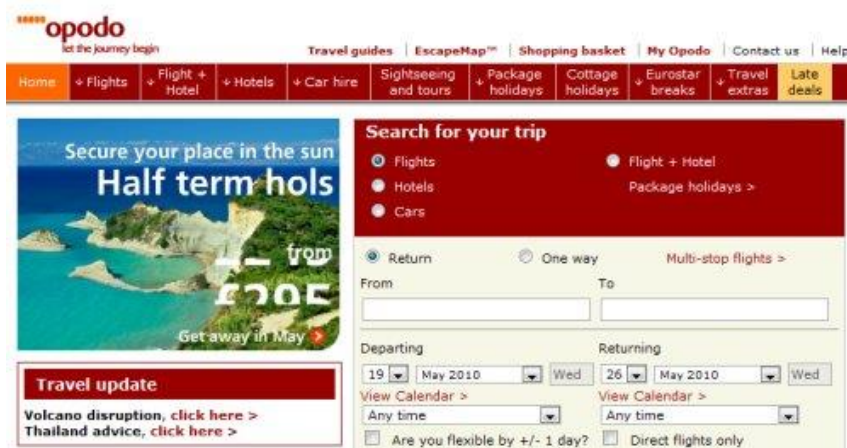 opodo
let the journey begin
Travel guides | EscapeMap™ | Shopping basket | My Opodo | Contact us | Help
Home Flights Flight + Hotel Hotels Car hire Sightseeing and tours Package holidays Cottage holidays Eurostar breaks Travel extras Late deals
Secure your place in the sun
Half term hols
from
Get away in May
Travel update
Volcano disruption, click here >
Thailand advice, click here >
Search for your trip
Flights Flight + Hotel
Hotels Package holidays >
Cars
Return One way Multi-stop flights >
From To
Departing Returning
19 May 2010 Wed 26 May 2010 Wed
View Calendar > View Calendar >
Any time Any time
Are you flexible by +/- 1 day? Direct flights only